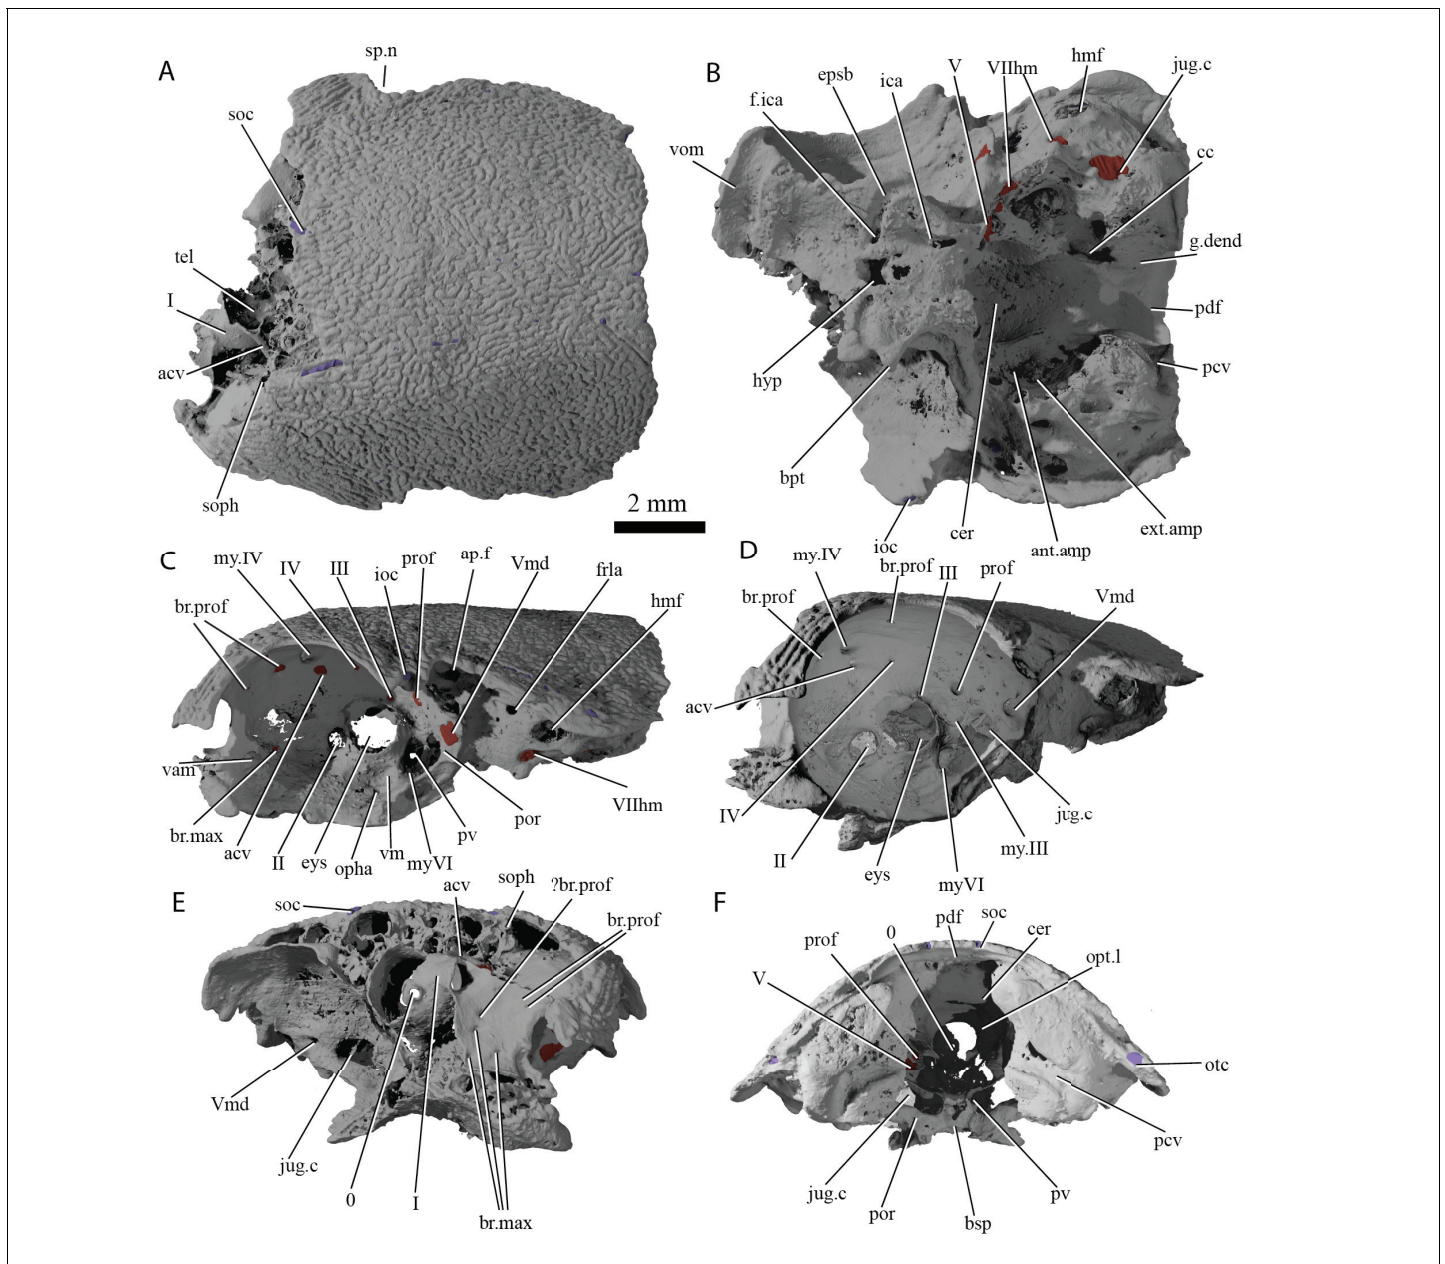 A
sp.n
soc
tel
I
acv
soph
2 mm
B
vom
f.ica
epsb
ica
V
VIIhm
hmf
jug.c
cc
g.dend
pdf
pcv
hyp
bpt
ioc
cer
ant.amp
ext.amp
C
my.IV
IV
III
ioc
prof
ap.f
Vmd
frla
hmf
br.prof
vam
br.max
acv
II
eys
opha
vm
myVI
pv
por
VIIhm
D
my.IV
br.prof
br.prof
III
prof
Vmd
acv
IV
II
eys
myVI
my.III
jug.c
E
soc
acv
soph
?br.prof
br.prof
Vmd
jug.c
0
I
br.max
F
prof
0
pdf
soc
cer
opt.l
V
otc
pcv
jug.c
por
bsp
pv